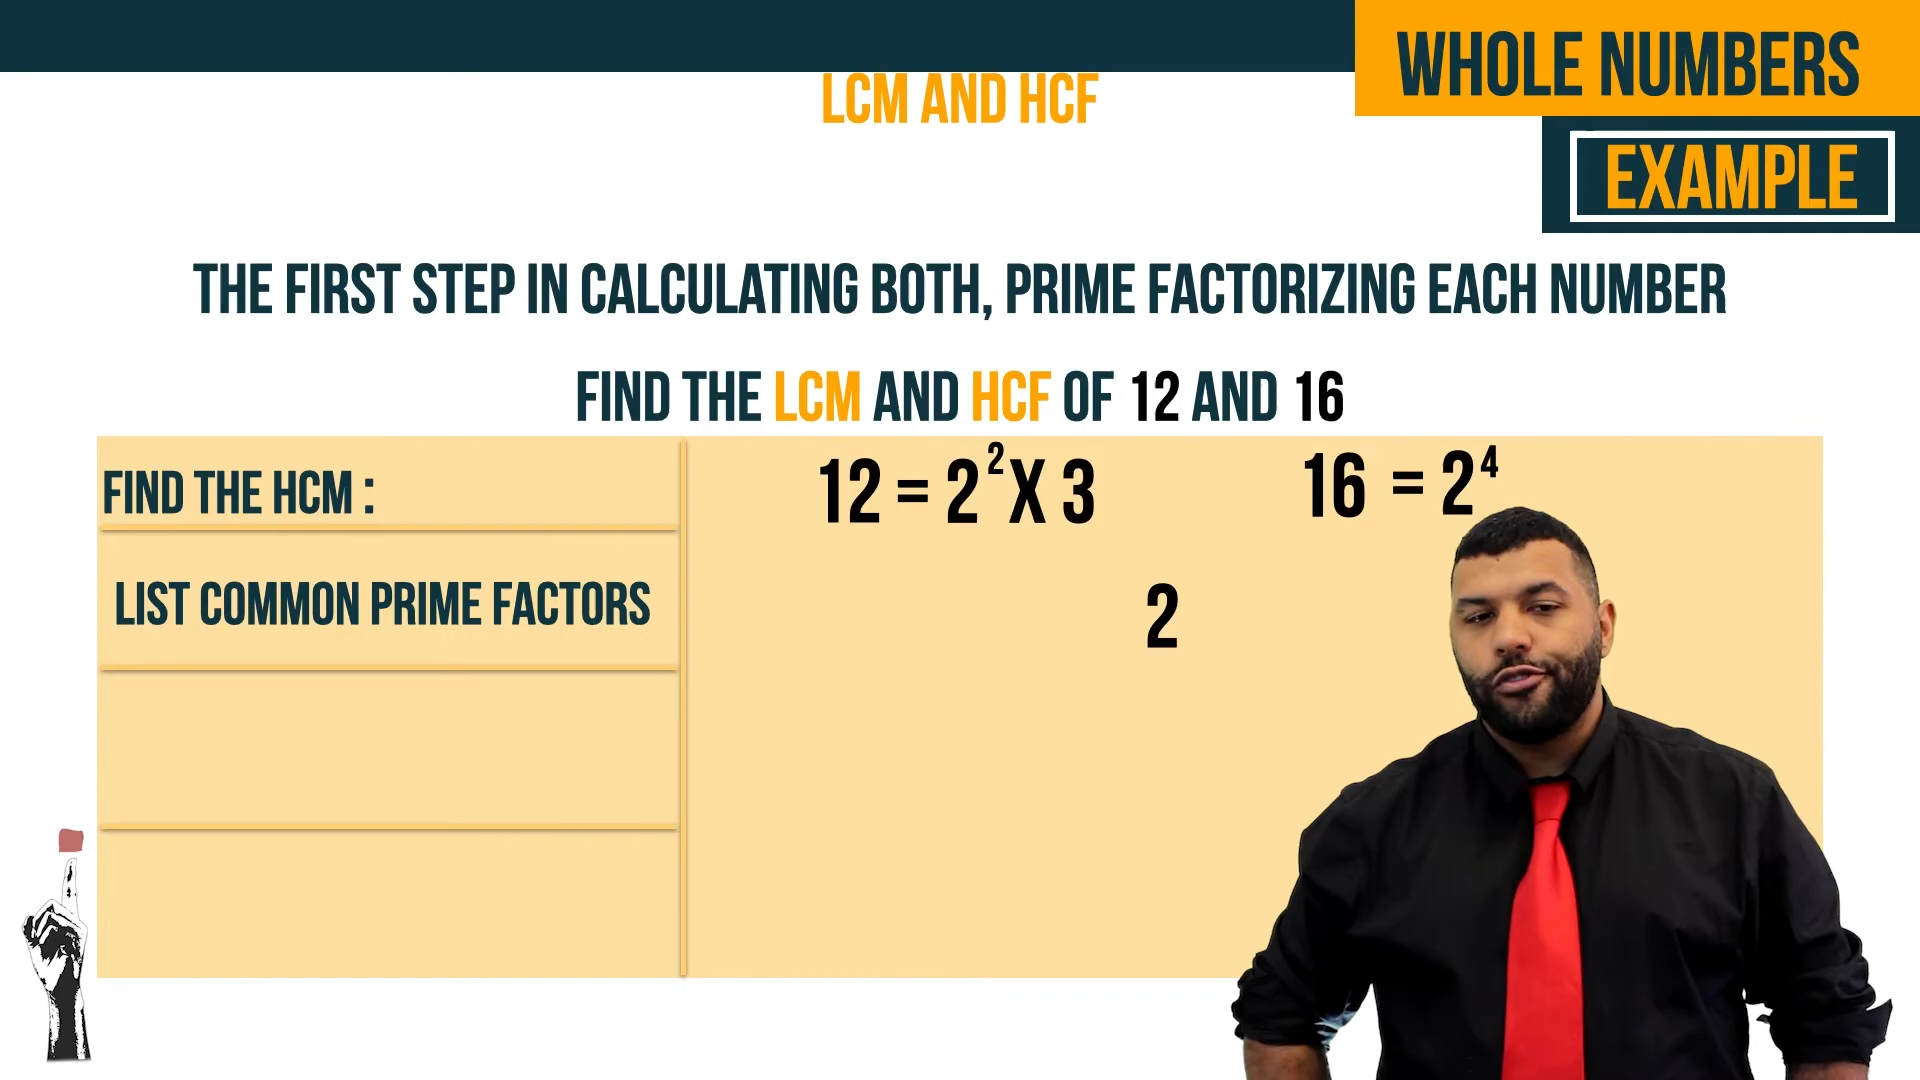 WHOLE NUMBERS
LCM AND HCF
EXAMPLE
THE FIRST STEP IN CALCULATING BOTH, PRIME FACTORIZING EACH NUMBER
FIND THE LCM AND HCF OF 12 AND 16
FIND THE HCM :
12 = 2² X 3
16 = 2⁴
LIST COMMON PRIME FACTORS
2